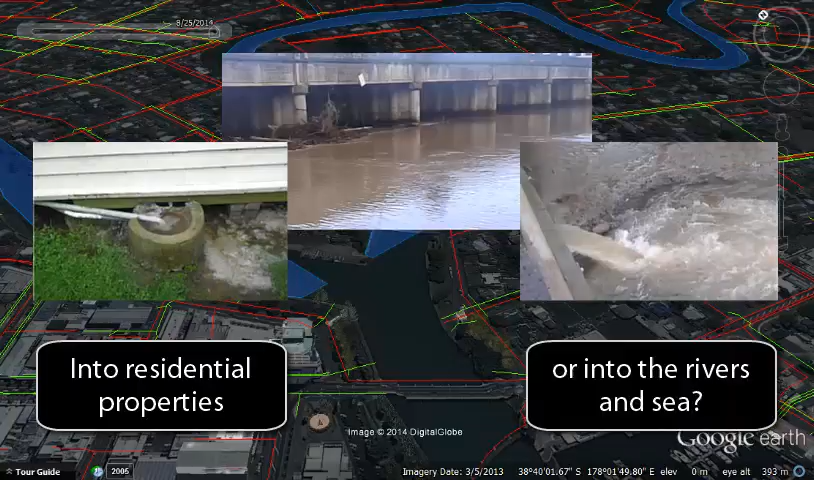 8/25/2014
Into residential
properties
or into the rivers
and sea?
Image © 2014 DigitalGlobe
Google earth
Tour Guide
2005
Imagery Date: 3/5/2013 38°40'01.67" S 178°01'49.80" E elev 0 m eye alt 393 m